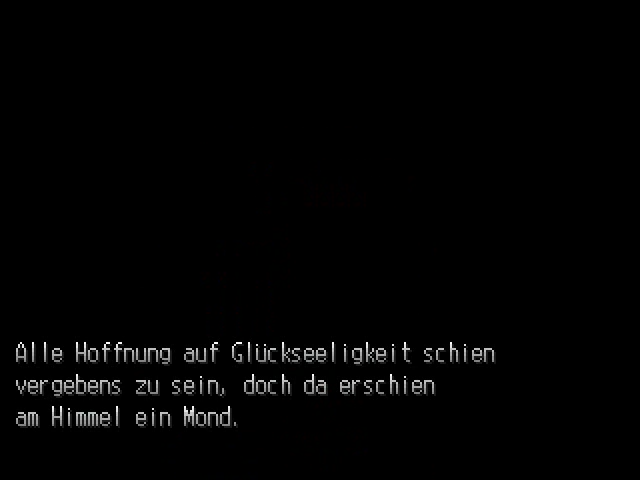 Alle Hoffnung auf Glückseeligkeit schien
vergebens zu sein, doch da erschien
am Himmel ein Mond.